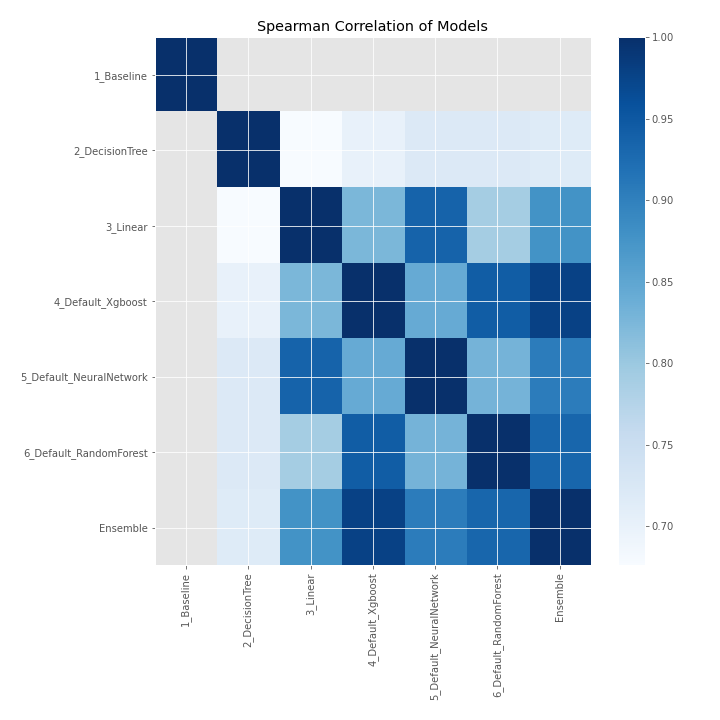 Spearman Correlation of Models
1_Baseline
2_DecisionTree
3_Linear
4_Default_Xgboost
5_Default_NeuralNetwork
6_Default_RandomForest
Ensemble
1_Baseline
2_DecisionTree
3_Linear
4_Default_Xgboost
5_Default_NeuralNetwork
6_Default_RandomForest
Ensemble
1.00
0.95
0.90
0.85
0.80
0.75
0.70